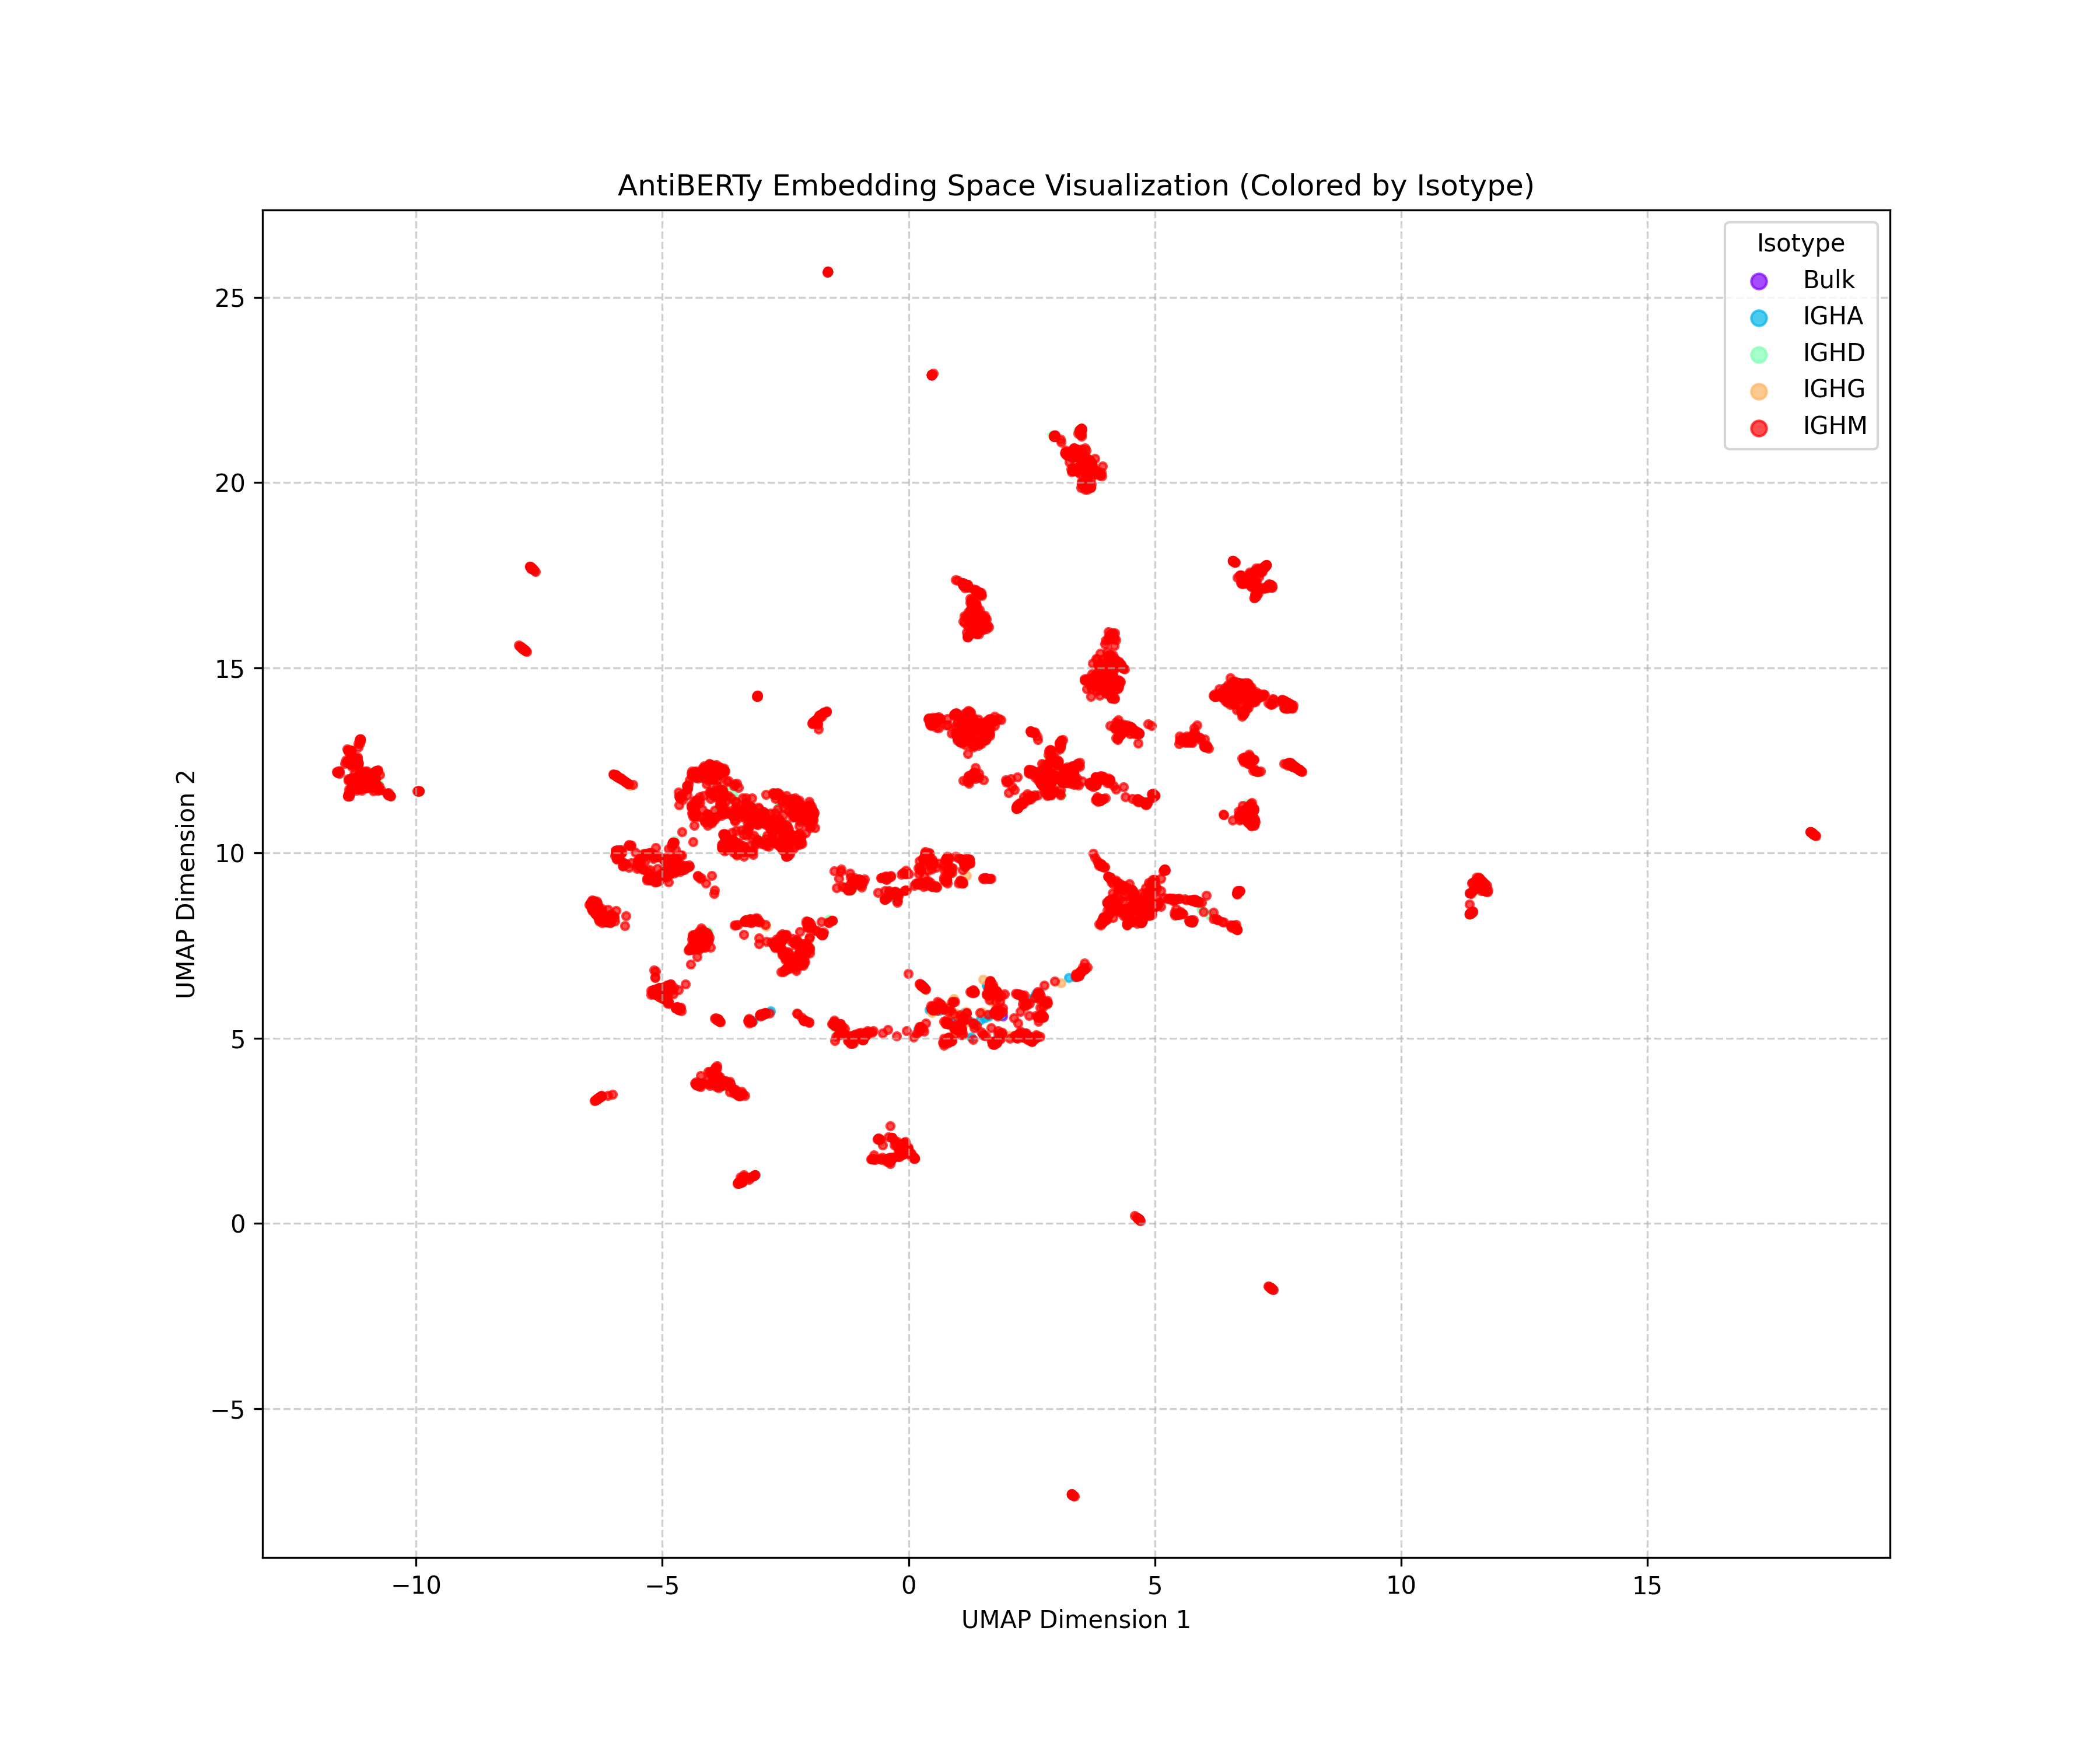 AntiBERTy Embedding Space Visualization (Colored by Isotype)
Isotype
Bulk
IGHA
IGHD
IGHG
IGHM
UMAP Dimension 2
25
20
15
10
5
0
−5
−10
−5
0
5
10
15
UMAP Dimension 1